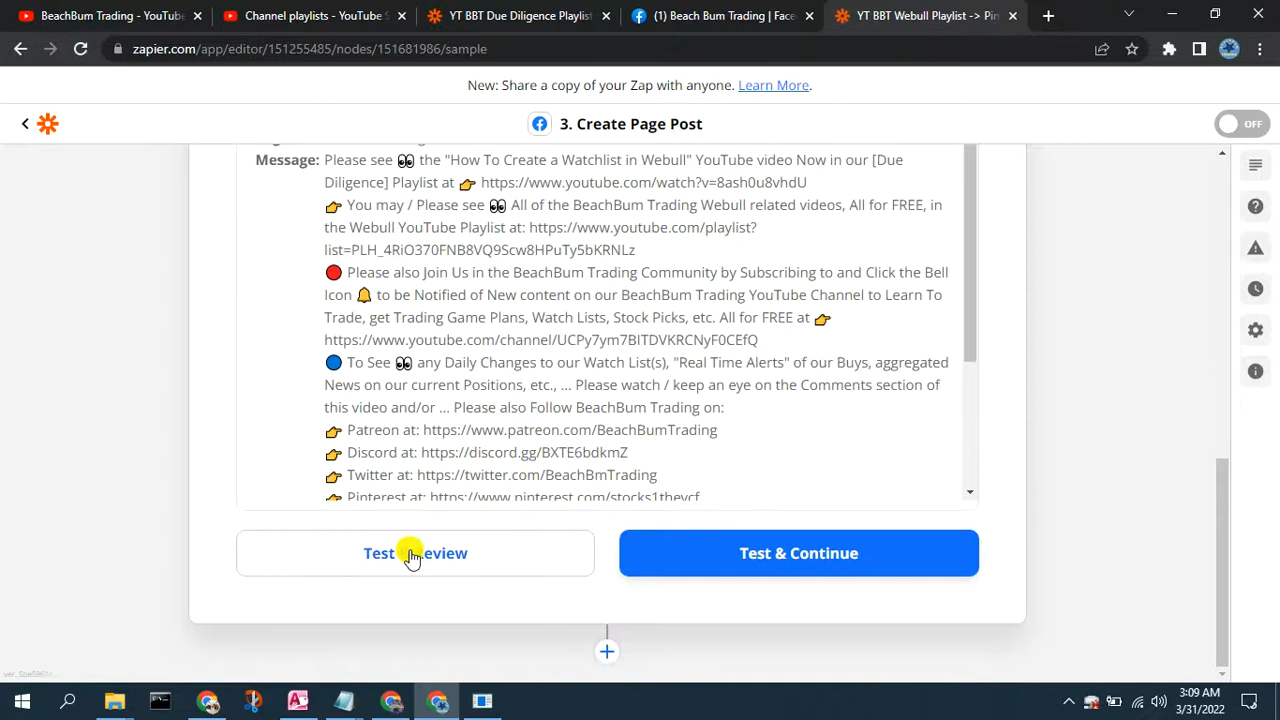 BeachBum Trading - YouTube
Channel playlists - YouTube S
YT BBT Due Diligence Playlist
(1) Beach Bum Trading | Face
YT BBT Webull Playlist -> Pin
zapier.com/app/editor/151255485/nodes/151681986/sample
New: Share a copy of your Zap with anyone. Learn More.
3. Create Page Post
OFF
Message: Please see 👀 the "How To Create a Watchlist in Webull" YouTube video Now in our [Due
Diligence] Playlist at 👉 https://www.youtube.com/watch?v=8ash0u8vhdU
👉 You may / Please see 👀 All of the BeachBum Trading Webull related videos, All for FREE, in
the Webull YouTube Playlist at: https://www.youtube.com/playlist?
list=PLH_4RiO370FNB8VQ9Scw8HPuTy5bKRNLz
🔴 Please also Join Us in the BeachBum Trading Community by Subscribing to and Click the Bell
Icon 🔔 to be Notified of New content on our BeachBum Trading YouTube Channel to Learn To
Trade, get Trading Game Plans, Watch Lists, Stock Picks, etc. All for FREE at 👉
https://www.youtube.com/channel/UCPy7ym7BITDVKRCNyF0CEfQ
🔵 To See 👀 any Daily Changes to our Watch List(s), "Real Time Alerts" of our Buys, aggregated
News on our current Positions, etc., ... Please watch / keep an eye on the Comments section of
this video and/or ... Please also Follow BeachBum Trading on:
👉 Patreon at: https://www.patreon.com/BeachBumTrading
👉 Discord at: https://discord.gg/BXTE6bdkmZ
👉 Twitter at: https://twitter.com/BeachBmTrading
👉 Pinterest at: https://www.pinterest.com/stocks1theycf
Test & Review
Test & Continue
3:09 AM
3/31/2022